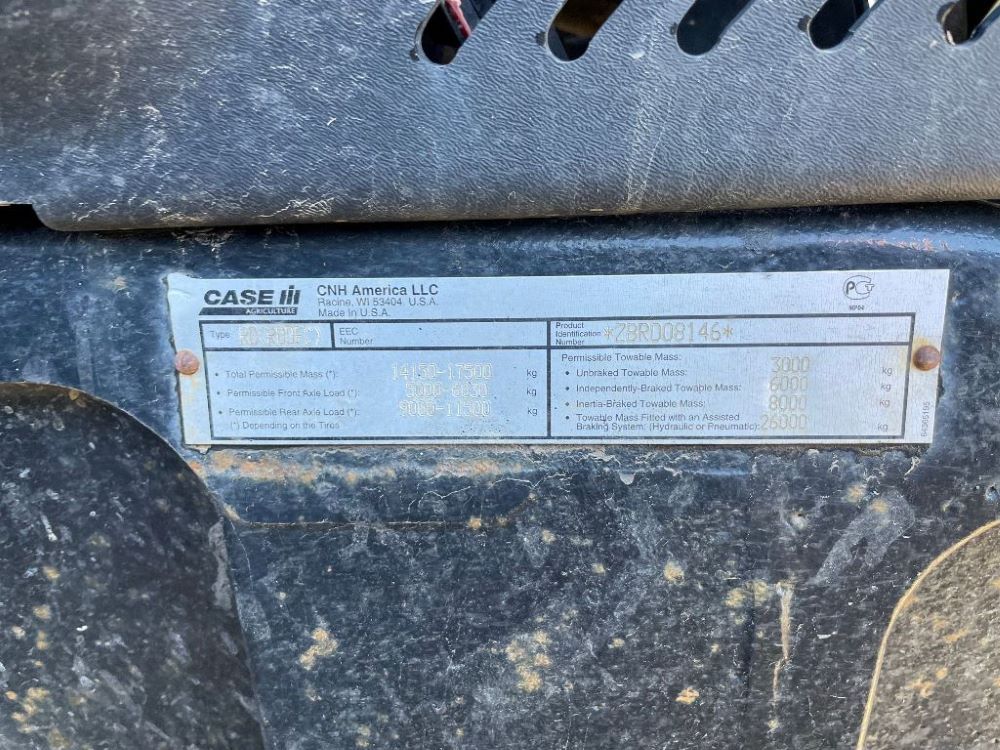 CASE III
AGRICULTURE
CNH America LLC
Racine, WI 53404 U.S.A.
Made in U.S.A.
Type
EEC
Number
Product
Identification
Number
*ZBRD08146*
• Total Permissible Mass (*): 14150-17500 kg
• Permissible Front Axle Load (*): kg
• Permissible Rear Axle Load (*): 9000-11500 kg
(*) Depending on the Tires
Permissible Towable Mass:
• Unbraked Towable Mass: 3000
• Independently-Braked Towable Mass: 6000 kg
• Inertia-Braked Towable Mass: 8000 kg
• Towable Mass Fitted with an Assisted
Braking System: (Hydraulic or Pneumatic): 26000 kg